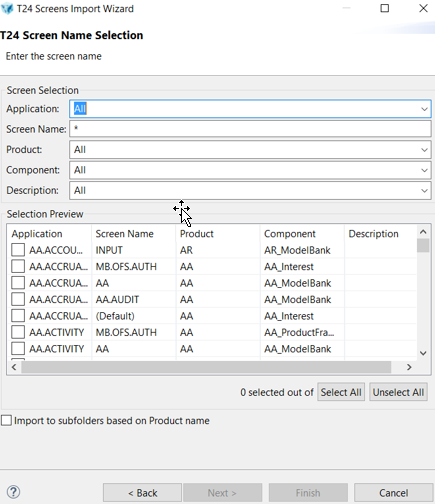 T24 Screens Import Wizard
T24 Screen Name Selection
Enter the screen name
Screen Selection
Application: All
Screen Name: *
Product: All
Component: All
Description: All
Selection Preview
Application Screen Name Product Component Description
AA.ACCOU... INPUT AR AR_ModelBank
AA.ACCRUA... MB.OFS.AUTH AA AA_Interest
AA.ACCRUA... AA AA AA_ModelBank
AA.ACCRUA... AA.AUDIT AA AA_ModelBank
AA.ACCRUA... (Default) AA AA_Interest
AA.ACTIVITY MB.OFS.AUTH AA AA_ProductFra...
AA.ACTIVITY AA AA AA_ModelBank
0 selected out of Select All Unselect All
Import to subfolders based on Product name
? < Back Next > Finish Cancel